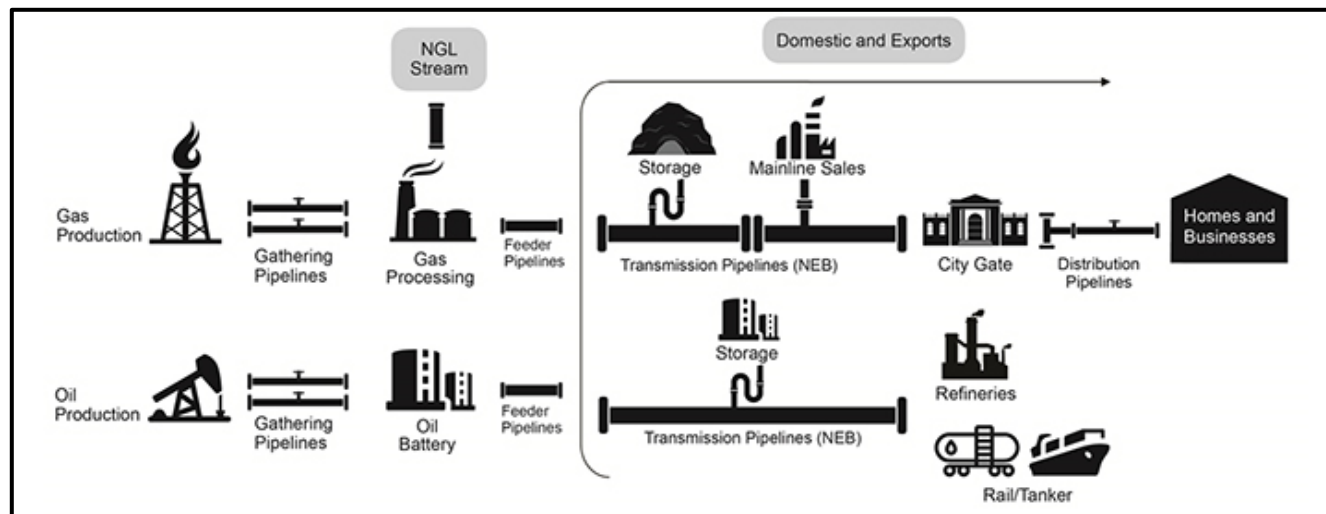 NGL
Stream
Domestic and Exports
Storage
Mainline Sales
Gas
Production
Gathering
Pipelines
Gas
Processing
Feeder
Pipelines
Transmission Pipelines (NEB)
City Gate
Distribution
Pipelines
Homes and
Businesses
Oil
Production
Gathering
Pipelines
Oil
Battery
Feeder
Pipelines
Storage
Transmission Pipelines (NEB)
Refineries
Rail/Tanker